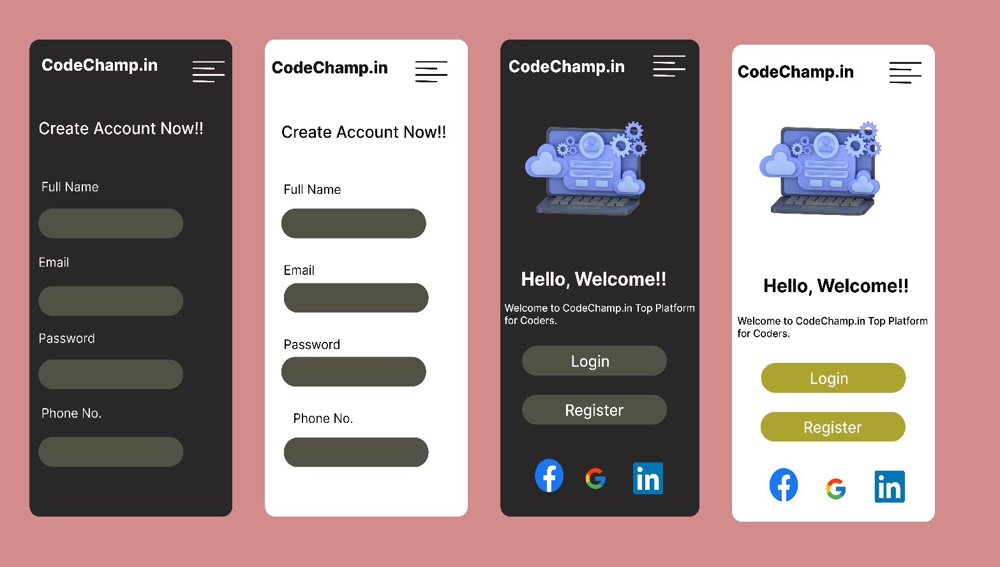 CodeChamp.in
Create Account Now!!
Full Name
Email
Password
Phone No.
CodeChamp.in
Create Account Now!!
Full Name
Email
Password
Phone No.
CodeChamp.in
Hello, Welcome!!
Welcome to CodeChamp.in Top Platform
for Coders.
Login
Register
f
G
in
CodeChamp.in
Hello, Welcome!!
Welcome to CodeChamp.in Top Platform
for Coders.
Login
Register
f
G
in